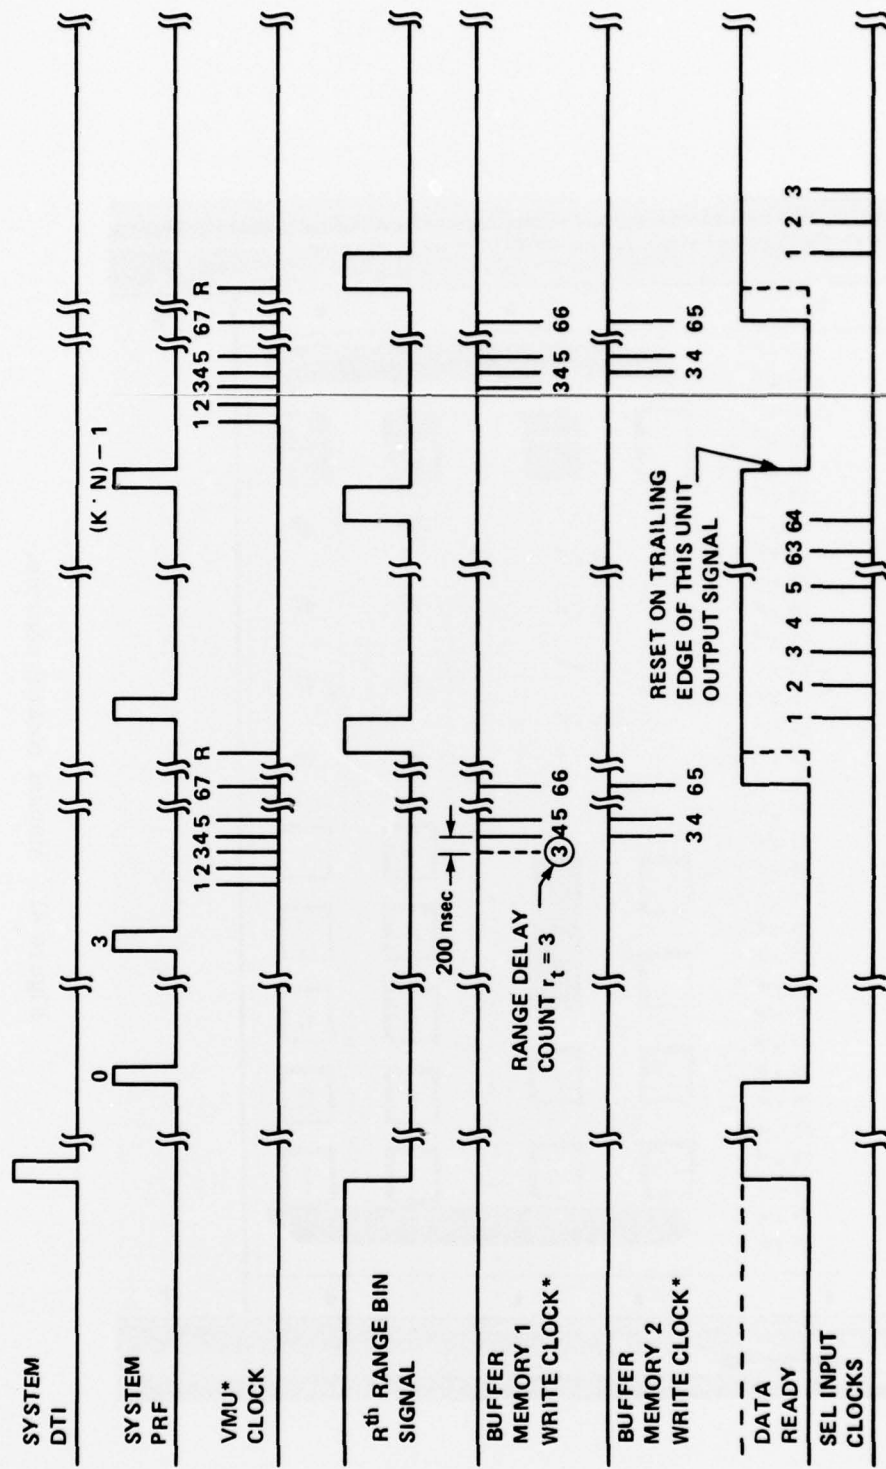 SYSTEM
DTI
SYSTEM
PRF
0
3
(K · N) – 1
VMU*
CLOCK
1 2 3 4 5
67
R
1 2 3 4 5
67
R
Rth RANGE BIN
SIGNAL
200 nsec
BUFFER
MEMORY 1
WRITE CLOCK*
RANGE DELAY
COUNT rt = 3
3 4 5
66
3 4 5
66
BUFFER
MEMORY 2
WRITE CLOCK*
3 4
65
3 4
65
RESET ON TRAILING
EDGE OF THIS UNIT
OUTPUT SIGNAL
DATA
READY
SEL INPUT
CLOCKS
1 2 3 4 5 63 64
1 2 3